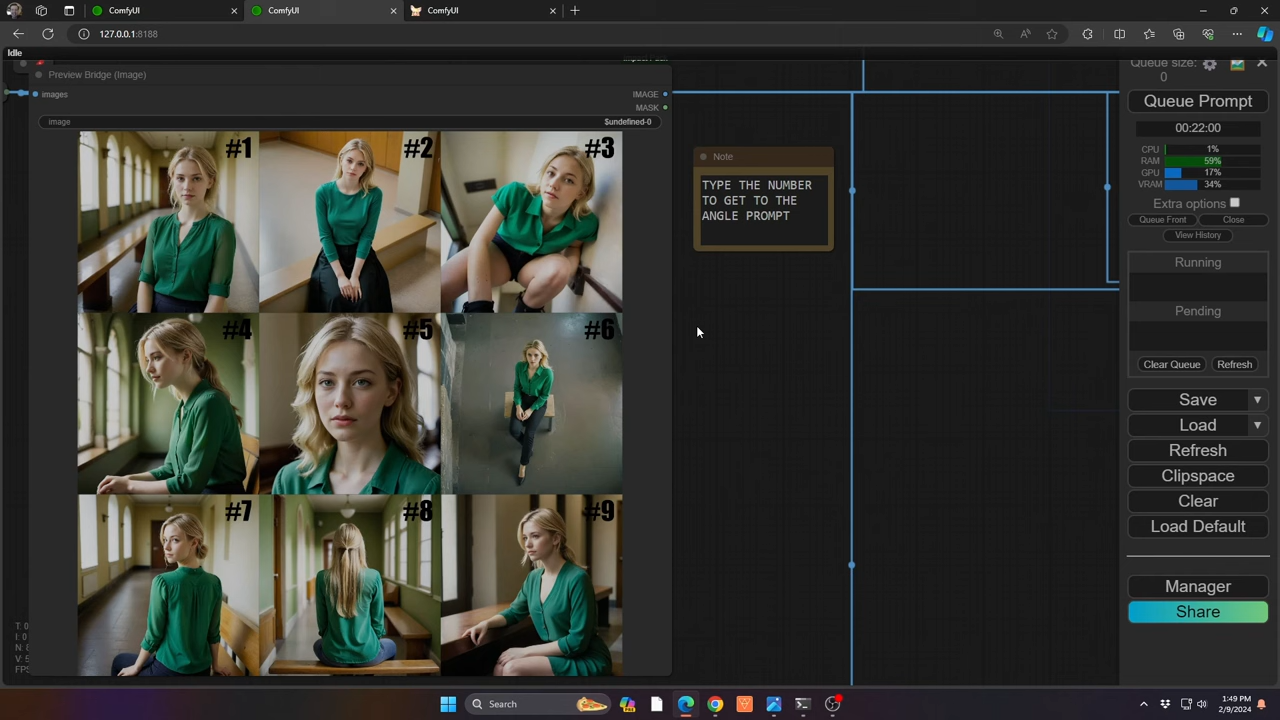 ComfyUI
ComfyUI
ComfyUI
127.0.0.1:8188
Idle
Preview Bridge (Image)
images
IMAGE
MASK
image
$undefined-0
#1
#2
#3
#4
#5
#6
#7
#8
#9
Note
TYPE THE NUMBER
TO GET TO THE
ANGLE PROMPT
Queue size:
0
Queue Prompt
00:22:00
CPU
1%
RAM
59%
GPU
17%
VRAM
34%
Extra options
Queue Front
Close
View History
Running
Pending
Clear Queue
Refresh
Save
Load
Refresh
Clipspace
Clear
Load Default
Manager
Share
Search
1:49 PM
2/9/2024